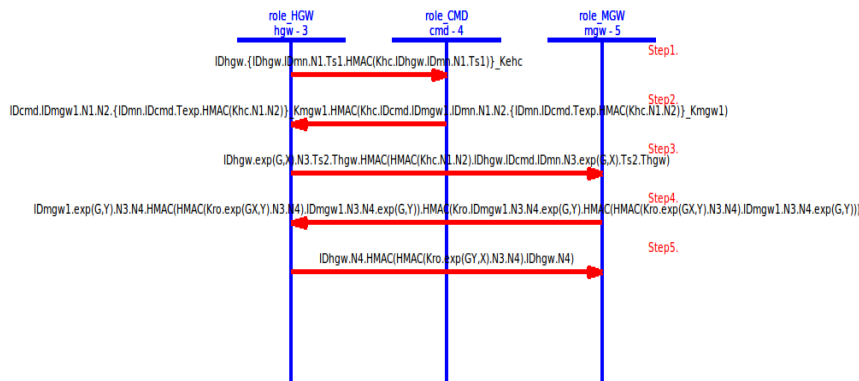 role_HGW role_CMD role_MGW
hgw - 3 cmd - 4 mgw - 5
Step1.
IDhgw.{IDhgw.IDmn.N1.Ts1.HMAC(Khc.IDhgw.IDmn.N1.Ts1)}_Kehc
Step2.
IDcmd.IDmgw1.N1.N2.{IDmn.IDcmd.Texp.HMAC(Khc.N1.N2)}_Kmgw1.HMAC(Khc.IDcmd.IDmgw1.IDmn.N1.N2.{IDmn.IDcmd.Texp.HMAC(Khc.N1.N2)}_Kmgw1)
Step3.
IDhgw.exp(G,X).N3.Ts2.Thgw.HMAC(HMAC(Khc.N1.N2).IDhgw.IDcmd.IDmn.N3.exp(G,X).Ts2.Thgw)
Step4.
IDmgw1.exp(G,Y).N3.N4.HMAC(HMAC(Kro.exp(GX,Y).N3.N4).IDmgw1.N3.N4.exp(G,Y)).HMAC(Kro.IDmgw1.N3.N4.exp(G,Y).HMAC(HMAC(Kro.exp(GX,Y).N3.N4).IDmgw1.N3.N4.exp(G,Y)))
Step5.
IDhgw.N4.HMAC(HMAC(Kro.exp(GY,X).N3.N4).IDhgw.N4)